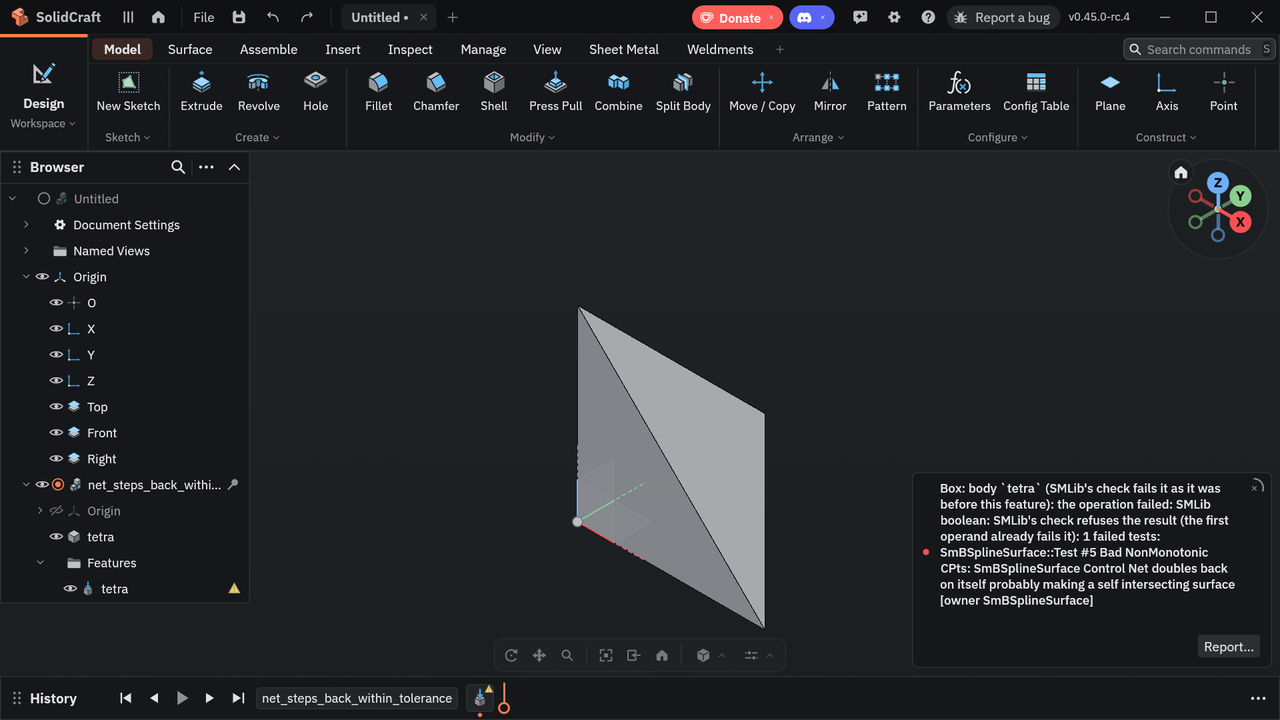 SolidCraft
File
Untitled •
Donate
Report a bug
v0.45.0-rc.4
Design
Workspace
Model
Surface
Assemble
Insert
Inspect
Manage
View
Sheet Metal
Weldments
Search commands
S
New Sketch
Extrude
Revolve
Hole
Fillet
Chamfer
Shell
Press Pull
Combine
Split Body
Move / Copy
Mirror
Pattern
Parameters
Config Table
Plane
Axis
Point
Sketch
Create
Modify
Arrange
Configure
Construct
Browser
Untitled
Document Settings
Named Views
Origin
O
X
Y
Z
Top
Front
Right
net_steps_back_withi...
Origin
tetra
Features
tetra
Z
Y
X
Box: body `tetra` (SMLib's check fails it as it was
before this feature): the operation failed: SMLib
boolean: SMLib's check refuses the result (the first
operand already fails it): 1 failed tests:
SmBSplineSurface::Test #5 Bad NonMonotonic
CPts: SmBSplineSurface Control Net doubles back
on itself probably making a self intersecting surface
[owner SmBSplineSurface]
Report...
History
net_steps_back_within_tolerance